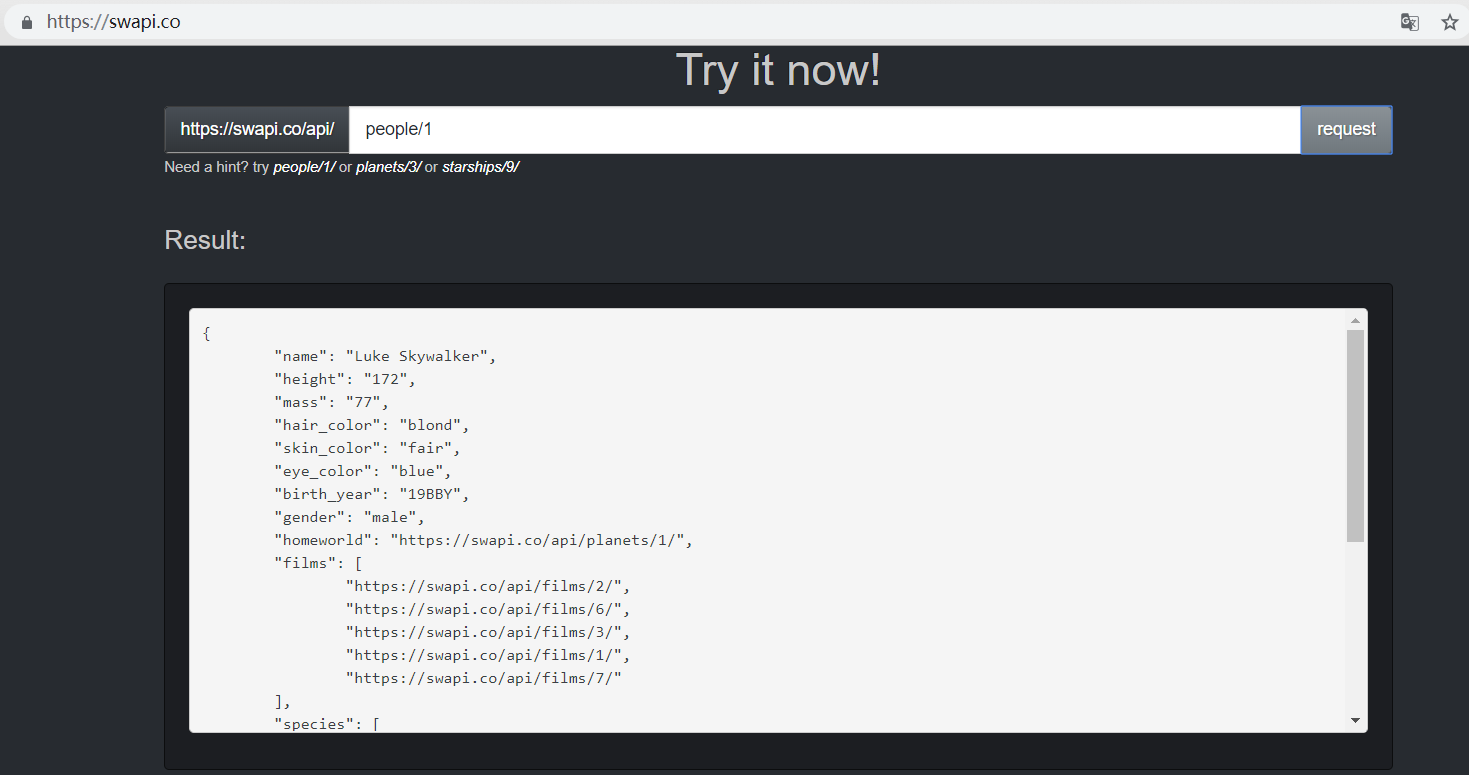 https://swapi.co
Try it now!
https://swapi.co/api/ people/1 request
Need a hint? try people/1/ or planets/3/ or starships/9/
Result:
{
"name": "Luke Skywalker",
"height": "172",
"mass": "77",
"hair_color": "blond",
"skin_color": "fair",
"eye_color": "blue",
"birth_year": "19BBY",
"gender": "male",
"homeworld": "https://swapi.co/api/planets/1/",
"films": [
"https://swapi.co/api/films/2/",
"https://swapi.co/api/films/6/",
"https://swapi.co/api/films/3/",
"https://swapi.co/api/films/1/",
"https://swapi.co/api/films/7/"
],
"species": [